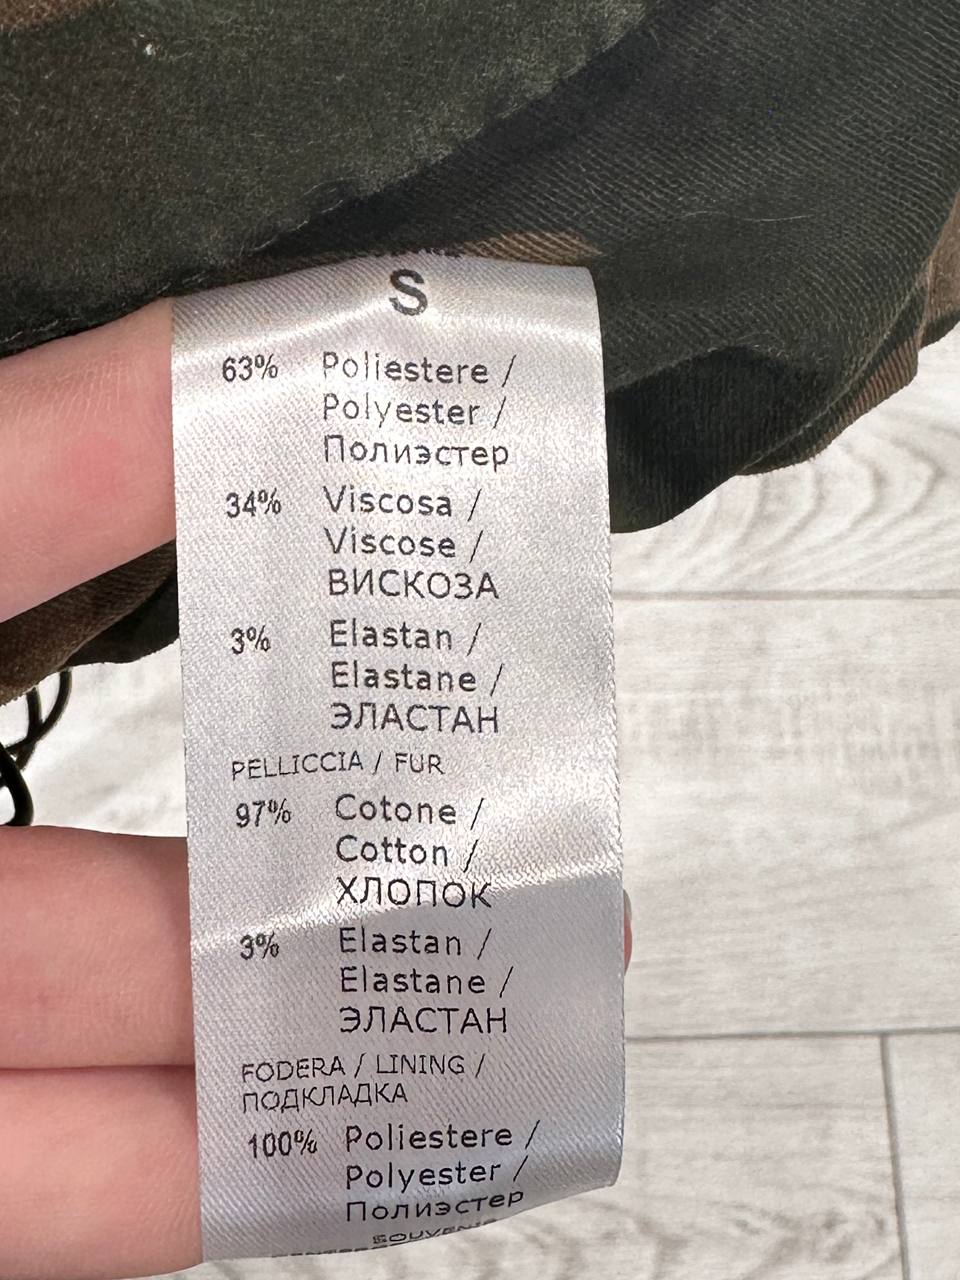 S
63% Poliestere /
Polyester /
Полиэстер
34% Viscosa /
Viscose /
ВИСКОЗА
3% Elastan /
Elastane /
ЭЛАСТАН
PELLICCIA / FUR
97% Cotone /
Cotton /
ХЛОПОК
3% Elastan /
Elastane /
ЭЛАСТАН
FODERA / LINING /
ПОДКЛАДКА
100% Poliestere /
Polyester /
Полиэстер